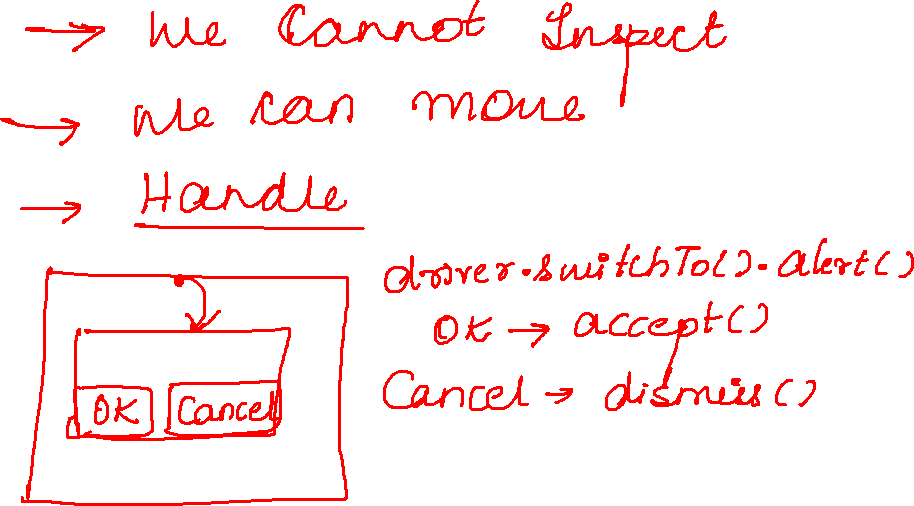 → We Cannot Inspect
→ We can move
→ Handle
driver.switchTo().alert()
OK → accept()
Cancel → dismiss()
OK Cancel